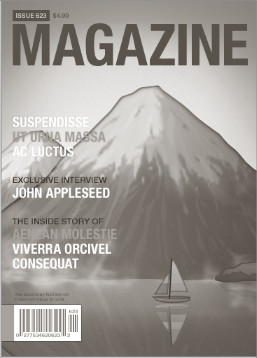 ISSUE 623 $4.99
MAGAZINE
SUSPENDISSE
UT URNA MASSA
AC LUCTUS
EXCLUSIVE INTERVIEW
JOHN APPLESEED
THE INSIDE STORY OF
AENEAN MOLESTIE
VIVERRA ORCIVEL
CONSEQUAT
623